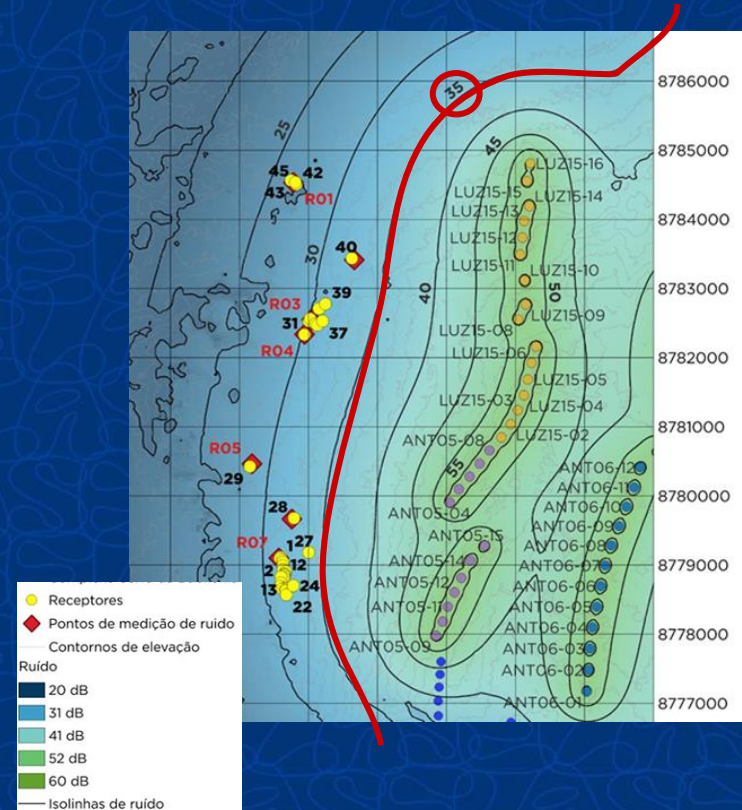 35
8786000
25
45
8785000
LUZ15-16
45
42
43
R01
LUZ15-15
LUZ15-14
LUZ15-13
8784000
LUZ15-12
40
30
LUZ15-11
LUZ15-10
8783000
39
R03
40
50
LUZ15-09
31
37
LUZ15-08
R04
LUZ15-06
8782000
LUZ15-05
LUZ15-03
LUZ15-04
8781000
ANT05-08
LUZ15-02
R05
55
ANT06-12
29
ANT06-11
8780000
28
ANT05-04
ANT06-10
ANT06-09
R07
1
27
ANT05-15
ANT06-08
2
12
ANT05-14
ANT06-07
8779000
13
24
ANT05-12
ANT06-06
22
ANT05-11
ANT06-05
ANT06-04
8778000
ANT05-09
ANT06-03
ANT06-02
ANT06-01
8777000
Receptores
Pontos de medição de ruido
Contornos de elevação
Ruído
20 dB
31 dB
41 dB
52 dB
60 dB
Isolinhas de ruído